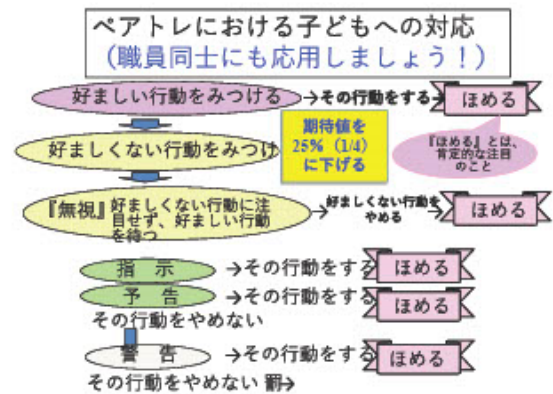 ペアトレにおける子どもへの対応
（職員同士にも応用しましょう！）
好ましい行動をみつける →その行動をする→ ほめる
期待値を
25%（1/4）
に下げる
『ほめる』とは、
肯定的な注目
のこと
好ましくない行動をみつけ
『無視』好ましくない行動に注
目せず、好ましい行動
を待つ
→好ましくない行動を
やめる
→ ほめる
指 示 →その行動をする ほめる
予 告 →その行動をする ほめる
その行動をやめない
警 告 →その行動をする ほめる
その行動をやめない 罰→